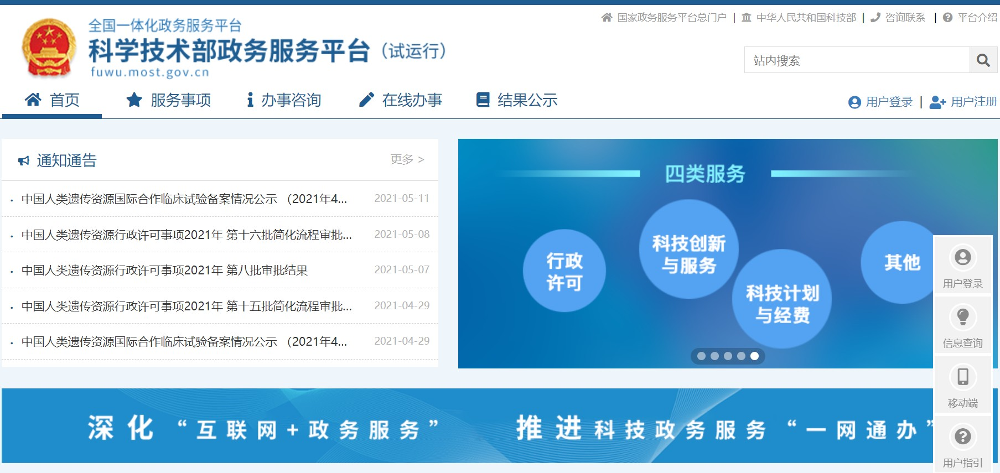 国家政务服务平台总门户 | 中华人民共和国科技部 | 咨询联系 | 平台介绍
全国一体化政务服务平台
科学技术部政务服务平台（试运行）
fuwu.most.gov.cn
站内搜索
首页 服务事项 办事咨询 在线办事 结果公示
用户登录 | 用户注册
通知通告 更多 >
· 中国人类遗传资源国际合作临床试验备案情况公示 （2021年4... 2021-05-11
· 中国人类遗传资源行政许可事项2021年 第十六批简化流程审批... 2021-05-08
· 中国人类遗传资源行政许可事项2021年 第八批审批结果 2021-05-07
· 中国人类遗传资源行政许可事项2021年 第十五批简化流程审批... 2021-04-29
· 中国人类遗传资源国际合作临床试验备案情况公示 （2021年4... 2021-04-29
四类服务
行政
许可
科技创新
与服务
科技计划
与经费
其他
用户登录
信息查询
移动端
用户指引
深化“互联网+政务服务” 推进科技政务服务“一网通办”